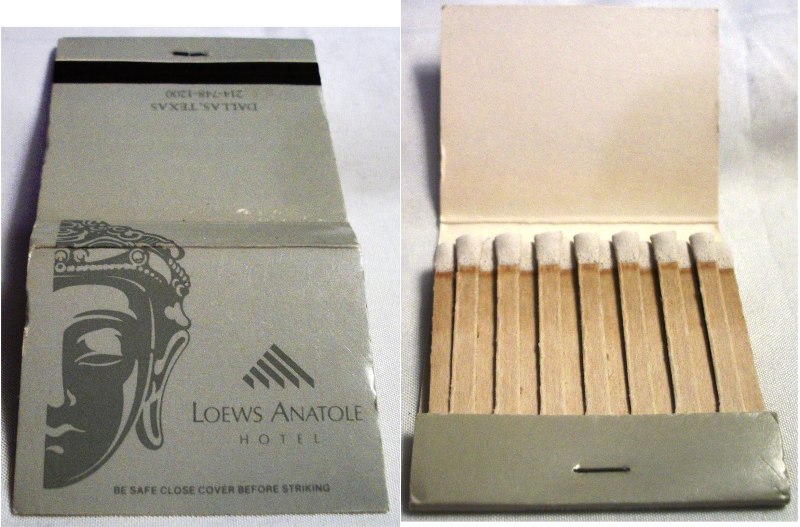 DALLAS, TEXAS
214-748-1200
LOEWS ANATOLE
HOTEL
BE SAFE CLOSE COVER BEFORE STRIKING